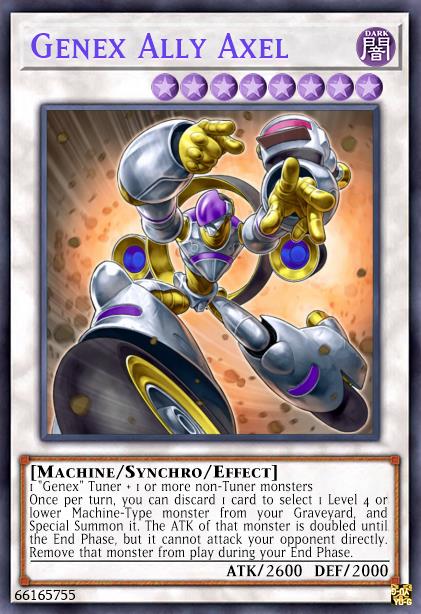 Genex Ally Axel
DARK
闇
[Machine/Synchro/Effect]
1 "Genex" Tuner + 1 or more non-Tuner monsters
Once per turn, you can discard 1 card to select 1 Level 4 or
lower Machine-Type monster from your Graveyard, and
Special Summon it. The ATK of that monster is doubled until
the End Phase, but it cannot attack your opponent directly.
Remove that monster from play during your End Phase.
ATK/2600 DEF/2000
66165755